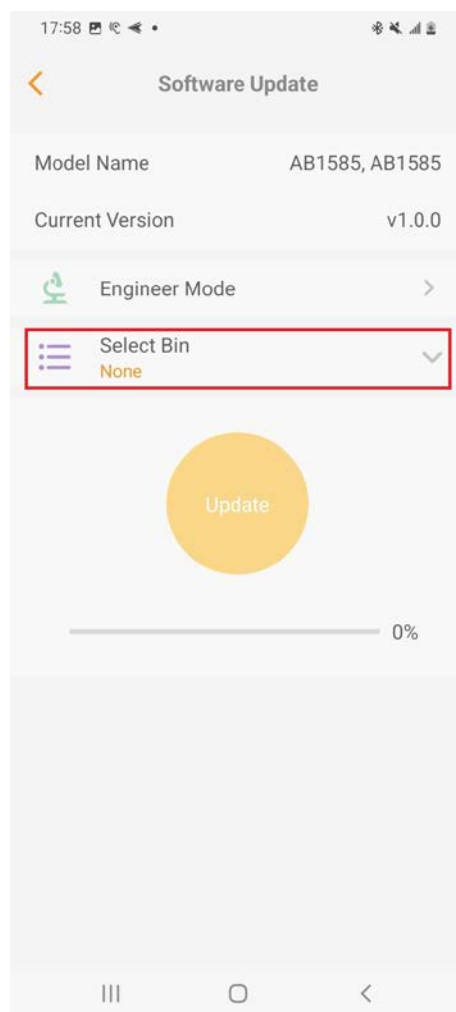 17:58
Software Update
Model Name AB1585, AB1585
Current Version v1.0.0
Engineer Mode
Select Bin
None
Update
0%